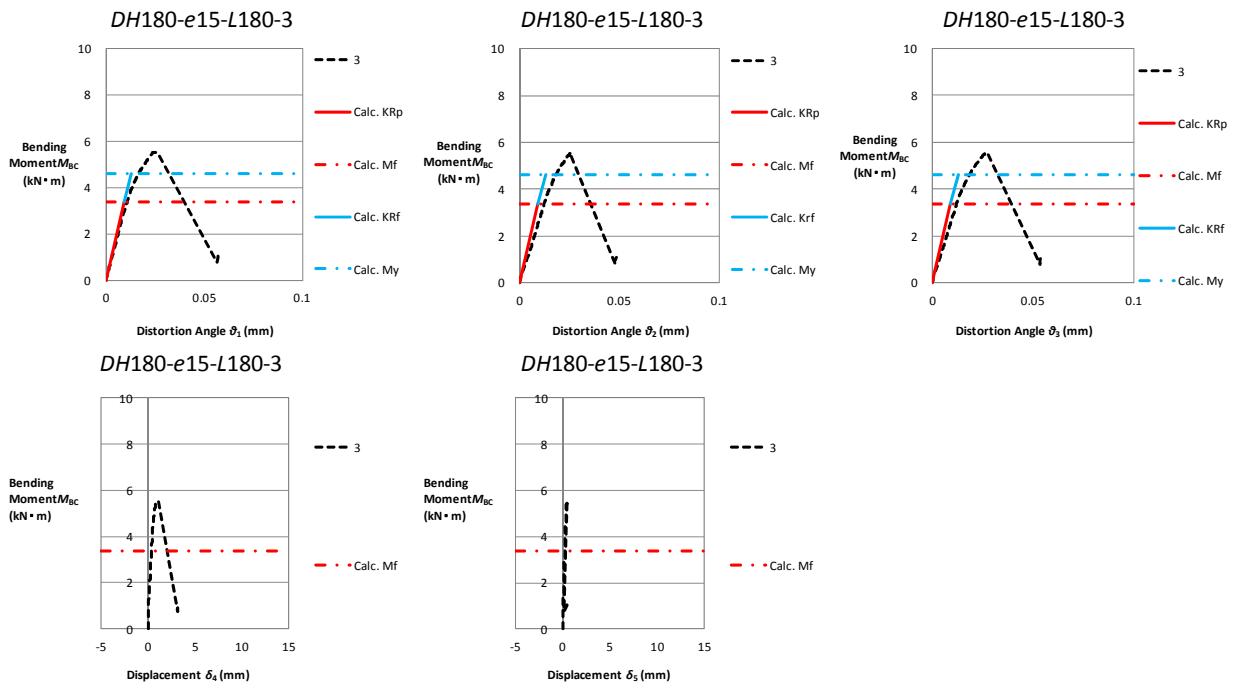 DH180-e15-L180-3
10
8
6
4
2
0
Bending
MomentMBC
(kN・m)
0
0.05
0.1
Distortion Angle ϑ1 (mm)
3
Calc. KRp
Calc. Mf
Calc. KRf
Calc. My
DH180-e15-L180-3
10
8
6
4
2
0
Bending
MomentMBC
(kN・m)
0
0.05
0.1
Distortion Angle ϑ2 (mm)
3
Calc. KRp
Calc. Mf
Calc. Krf
Calc. My
DH180-e15-L180-3
10
8
6
4
2
0
Bending
MomentMBC
(kN・m)
0
0.05
0.1
Distortion Angle ϑ3 (mm)
3
Calc. KRp
Calc. Mf
Calc. KRf
Calc. My
DH180-e15-L180-3
10
8
6
4
2
0
Bending
MomentMBC
(kN・m)
-5
0
5
10
15
Displacement δ4 (mm)
3
Calc. Mf
DH180-e15-L180-3
10
8
6
4
2
0
Bending
MomentMBC
(kN・m)
-5
0
5
10
15
Displacement δ5 (mm)
3
Calc. Mf